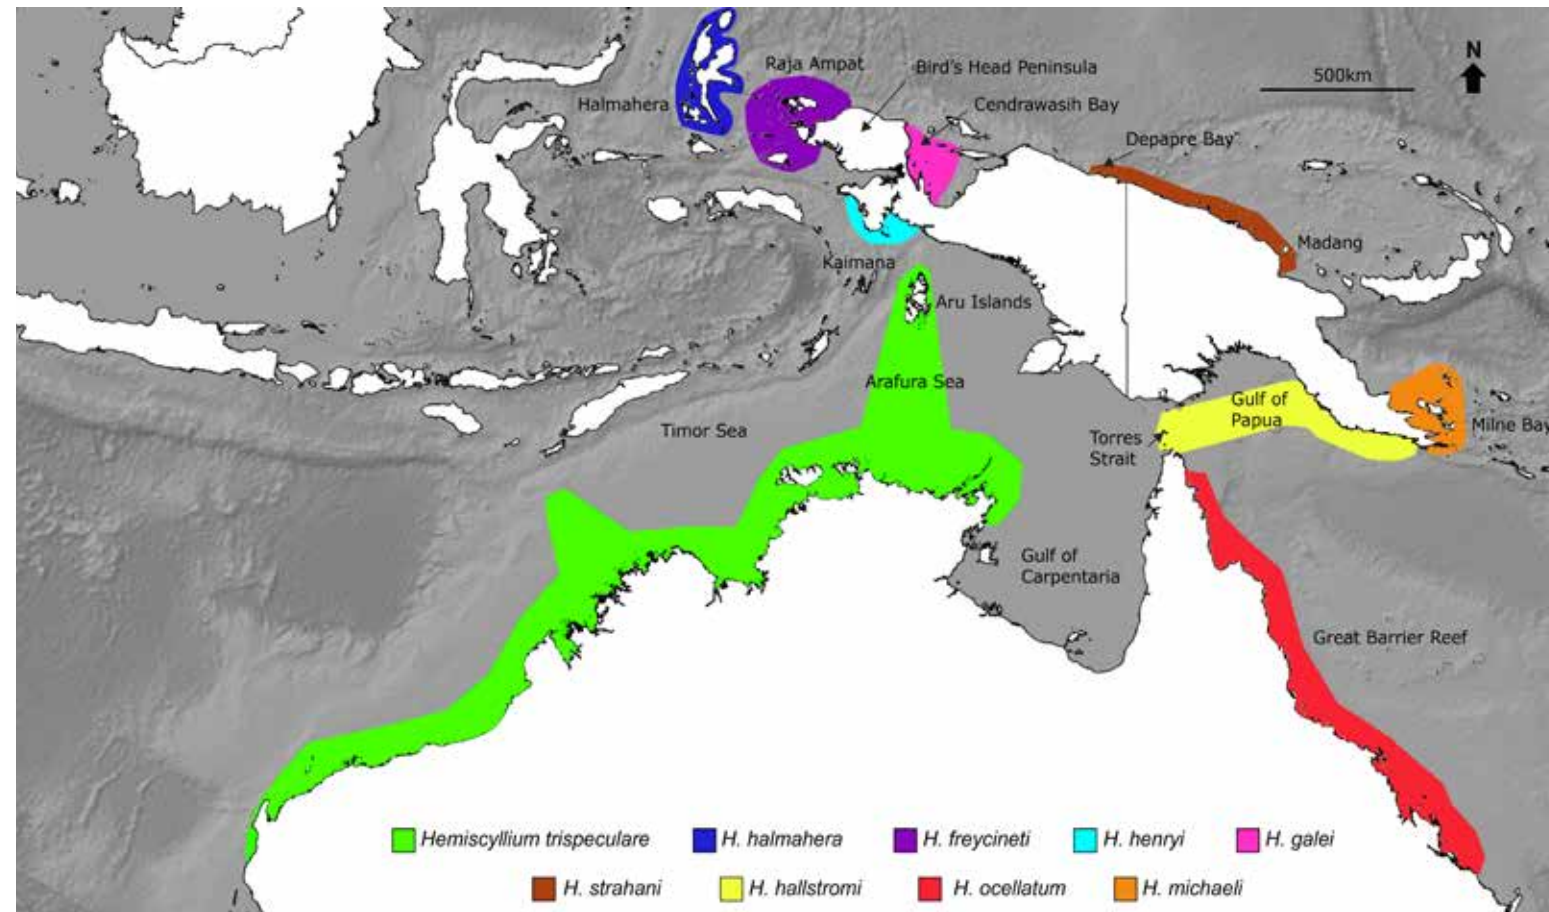 N
500km
Raja Ampat
Bird's Head Peninsula
Halmahera
Cendrawasih Bay
Depapre Bay
Madang
Kaimana
Aru Islands
Arafura Sea
Timor Sea
Gulf of
Papua
Torres
Strait
Milne Bay
Gulf of
Carpentaria
Great Barrier Reef
Hemiscyllium trispeculare
H. halmahera
H. freycineti
H. henryi
H. galei
H. strahani
H. hallstromi
H. ocellatum
H. michaeli